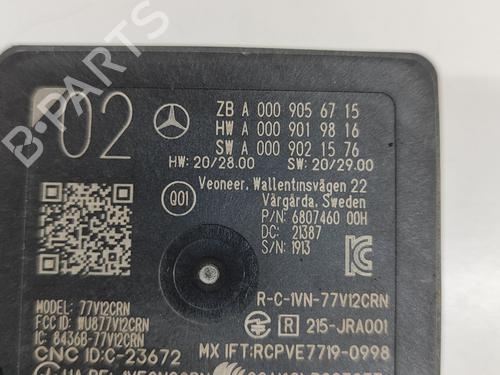 B-PARTS
02
ZB A 000 905 67 15
HW A 000 901 98 16
SW A 000 902 15 76
HW: 20/28.00 SW: 20/29.00
Q01
Veoneer, Wallentinsvägen 22
Vårgårda, Sweden
P/N: 6807460 00H
DC: 21387
S/N: 1913
MODEL: 77V12CRN
FCC ID: WU877V12CRN
IC: 8436B-77V12CRN
CNC ID: C-23672
R-C-1VN-77V12CRN
R 215-JRA001
MX IFT: RCPVE7719-0998